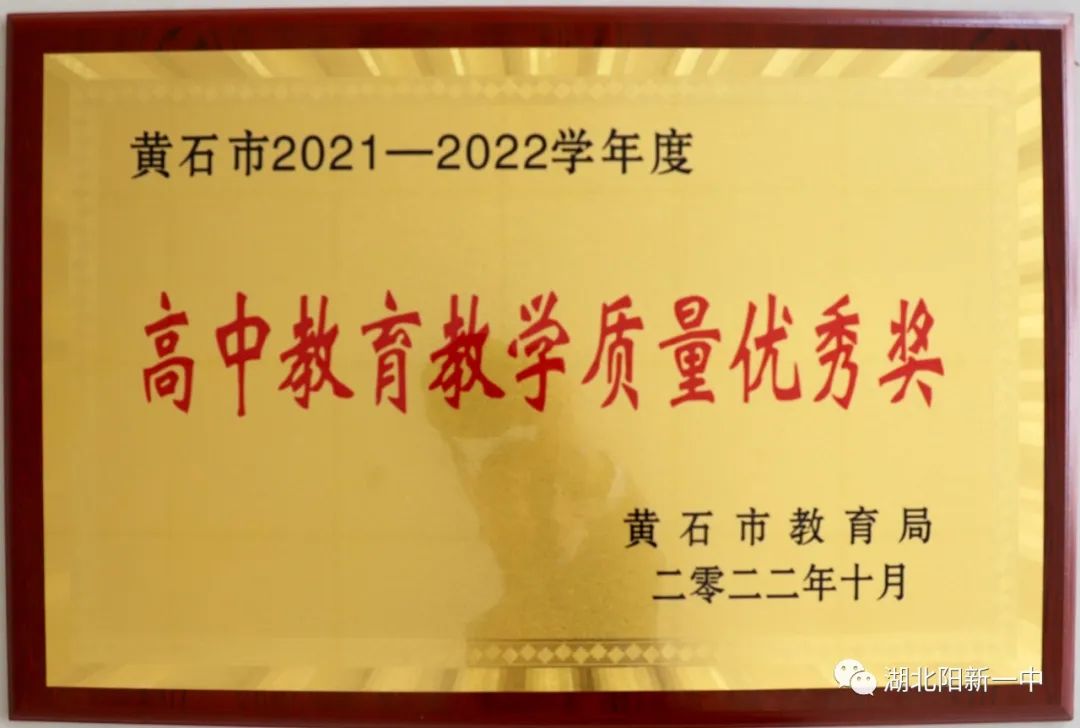 黄石市2021—2022学年度
高中教育教学质量优秀奖
黄石市教育局
二零二二年十月
湖北阳新一中